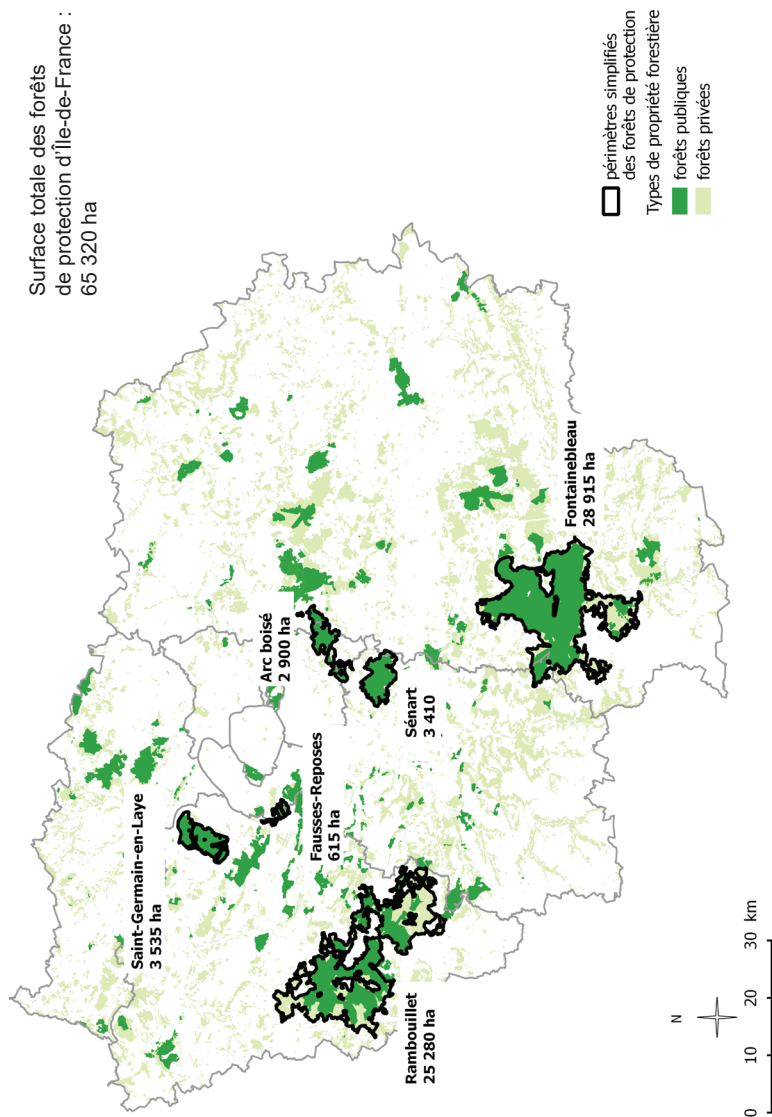 Surface totale des forêts
de protection d'Île-de-France :
65 320 ha
Saint-Germain-en-Laye
3 535 ha
Arc boisé
2 900 ha
Fausses-Reposes
615 ha
Sénart
3 410
Rambouillet
25 280 ha
Fontainebleau
28 915 ha
périmètres simplifiés
des forêts de protection
Types de propriété forestière
forêts publiques
forêts privées
N
0 10 20 30 km